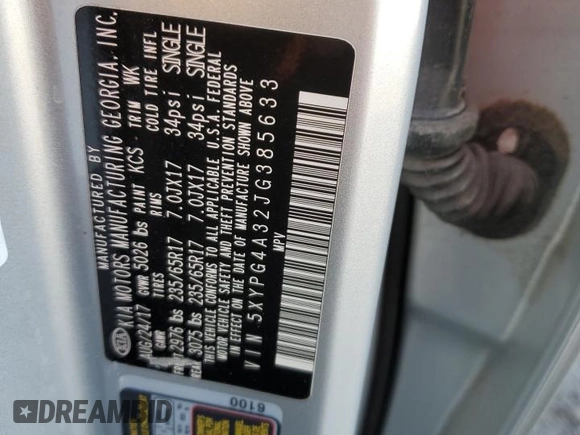 MANUFACTURED BY
KIA MOTORS MANUFACTURING GEORGIA, INC.
AUG/24/17 GVWR 5026 lbs PAINT KCS TRIM WK
GAWR TIRES RIMS COLD TIRE INFL
FRONT 2976 lbs 235/65R17 7.0JX17 34psi SINGLE
REAR 3075 lbs 235/65R17 7.0JX17 34psi SINGLE
THIS VEHICLE CONFORMS TO ALL APPLICABLE U.S.A. FEDERAL
MOTOR VEHICLE SAFETY AND THEFT PREVENTION STANDARDS
IN EFFECT ON THE DATE OF MANUFACTURE SHOWN ABOVE
VIN 5XYPG4A32JG385633
MPV
KIA
6100
DREAMBID